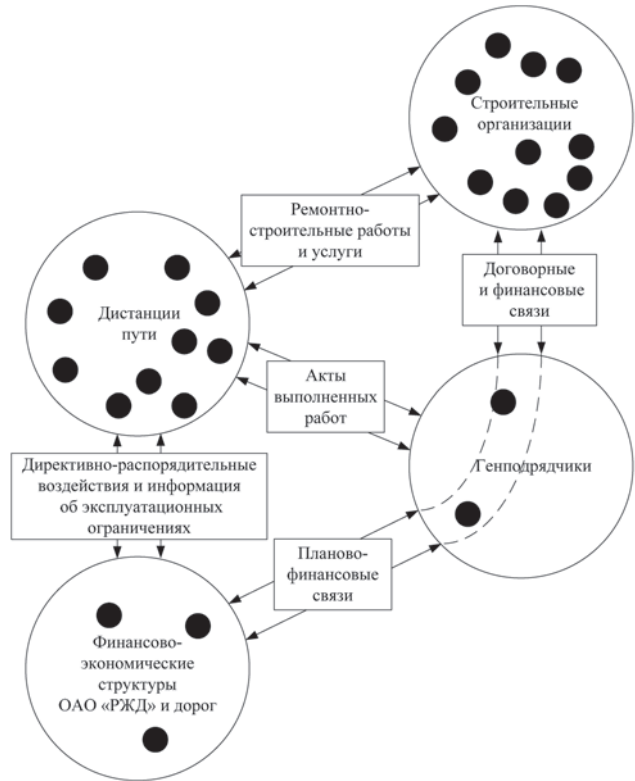 Строительные
организации
Ремонтно-
строительные работы
и услуги
Договорные
и финансовые
связи
Дистанции
пути
Акты
выполненных
работ
Генподрядчики
Директивно-распорядительные
воздействия и информация
об эксплуатационных
ограничениях
Планово-
финансовые
связи
Финансово-
экономические
структуры
ОАО «РЖД» и дорог